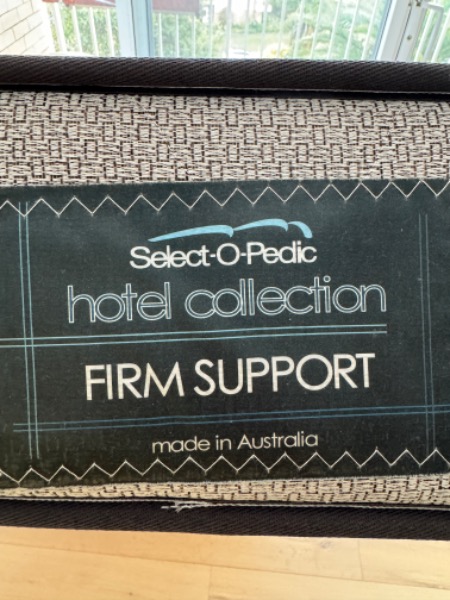 Select-O-Pedic
hotel collection
FIRM SUPPORT
made in Australia